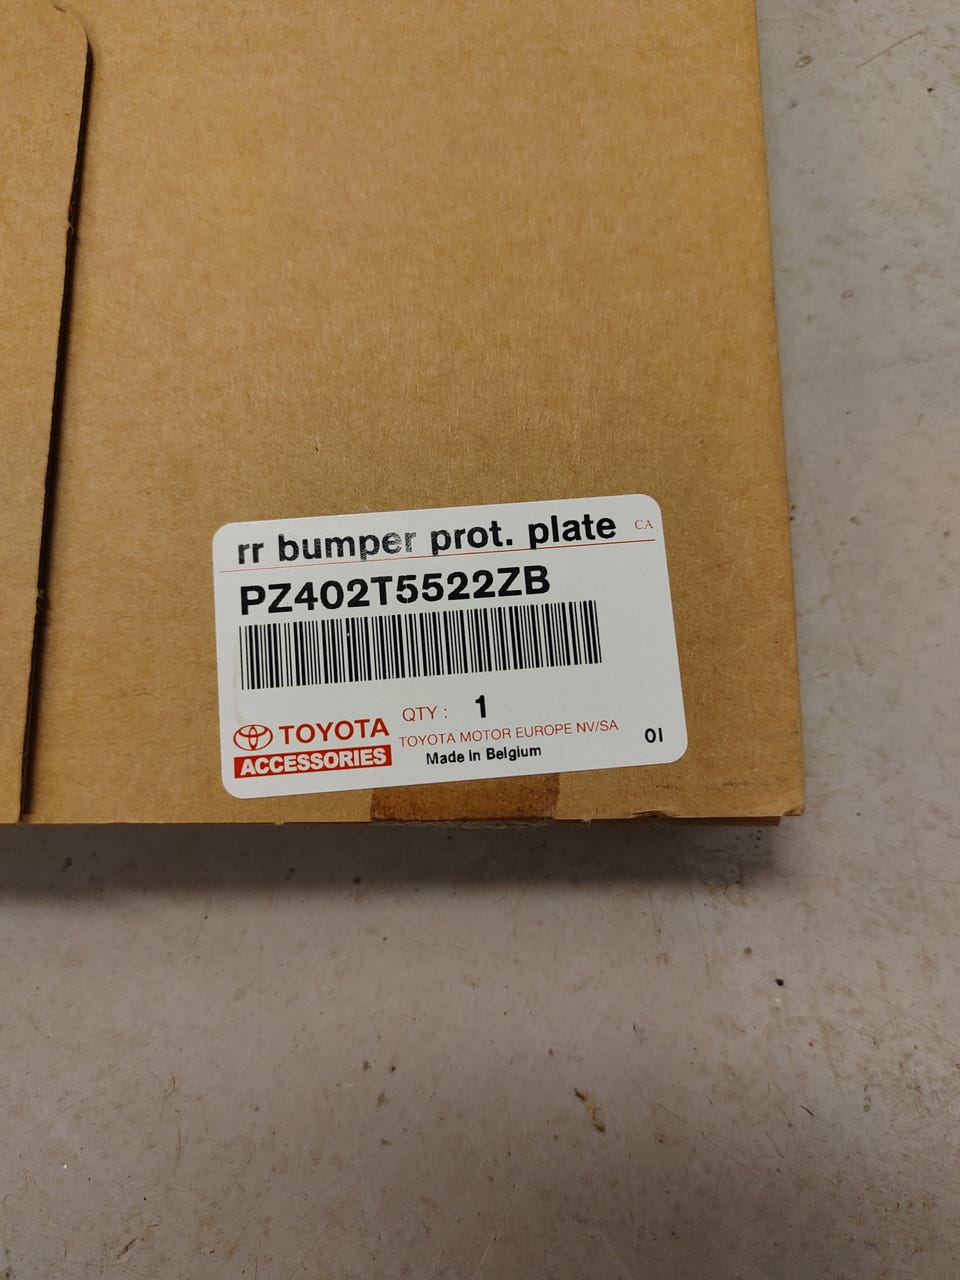 rr bumper prot. plate CA
PZ402T5522ZB
QTY : 1
TOYOTA
ACCESSORIES
TOYOTA MOTOR EUROPE NV/SA
Made in Belgium
01